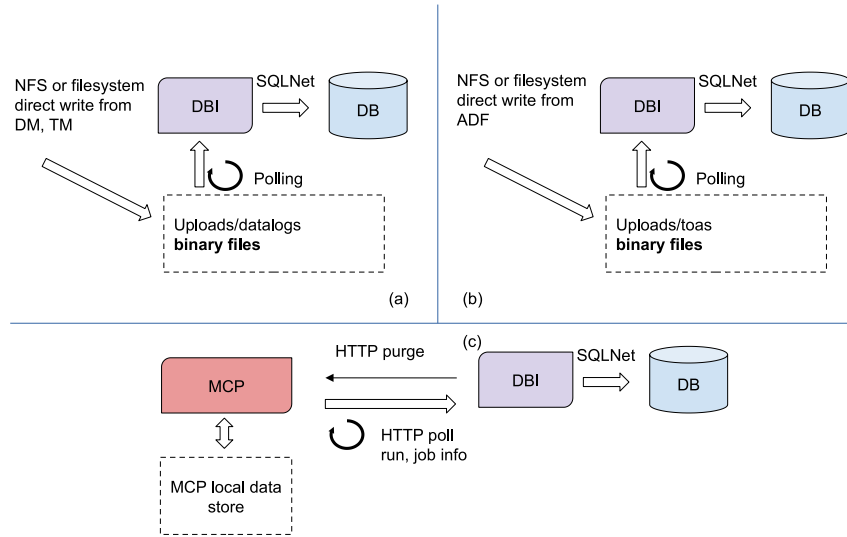 NFS or filesystem
direct write from
DM, TM
DBI
SQLNet
DB
Polling
Uploads/datalogs
binary files
(a)
NFS or filesystem
direct write from
ADF
DBI
SQLNet
DB
Polling
Uploads/toas
binary files
(b)
(c)
MCP
HTTP purge
DBI
SQLNet
DB
HTTP poll
run, job info
MCP local data
store